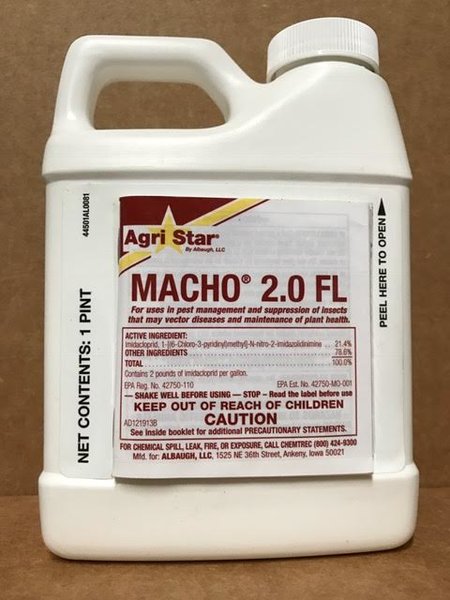 44501AL0081
NET CONTENTS: 1 PINT
PEEL HERE TO OPEN
Agri Star®
By Albaugh, LLC
MACHO® 2.0 FL
For uses in pest management and suppression of insects
that may vector diseases and maintenance of plant health.
ACTIVE INGREDIENT:
Imidacloprid, 1-[(6-Chloro-3-pyridinyl)methyl]-N-nitro-2-imidazolidinimine . . . 21.4%
OTHER INGREDIENTS 78.6%
TOTAL 100.0%
Contains 2 pounds of imidacloprid per gallon.
EPA Reg. No. 42750-110 EPA Est. No. 42750-MO-001
— SHAKE WELL BEFORE USING — STOP – Read the label before use
KEEP OUT OF REACH OF CHILDREN
CAUTION
AD121913B
See inside booklet for additional PRECAUTIONARY STATEMENTS.
FOR CHEMICAL SPILL, LEAK, FIRE, OR EXPOSURE, CALL CHEMTREC (800) 424-9300
Mfd. for: ALBAUGH, LLC, 1525 NE 36th Street, Ankeny, Iowa 50021